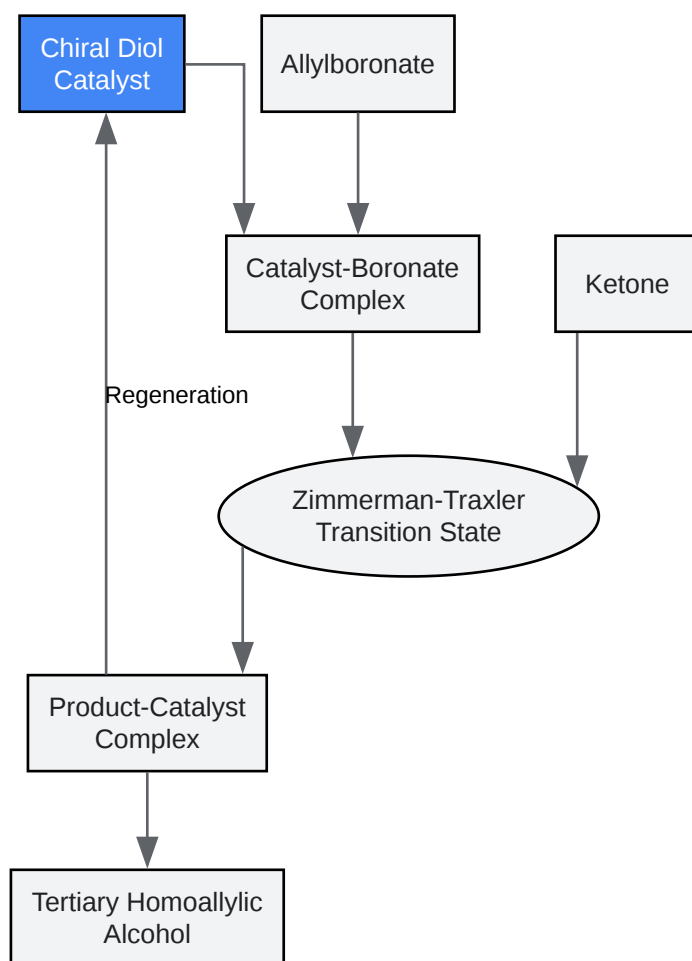 Chiral Diol
Catalyst
Allylboronate
Catalyst-Boronate
Complex
Ketone
Regeneration
Zimmerman-Traxler
Transition State
Product-Catalyst
Complex
Tertiary Homoallylic
Alcohol